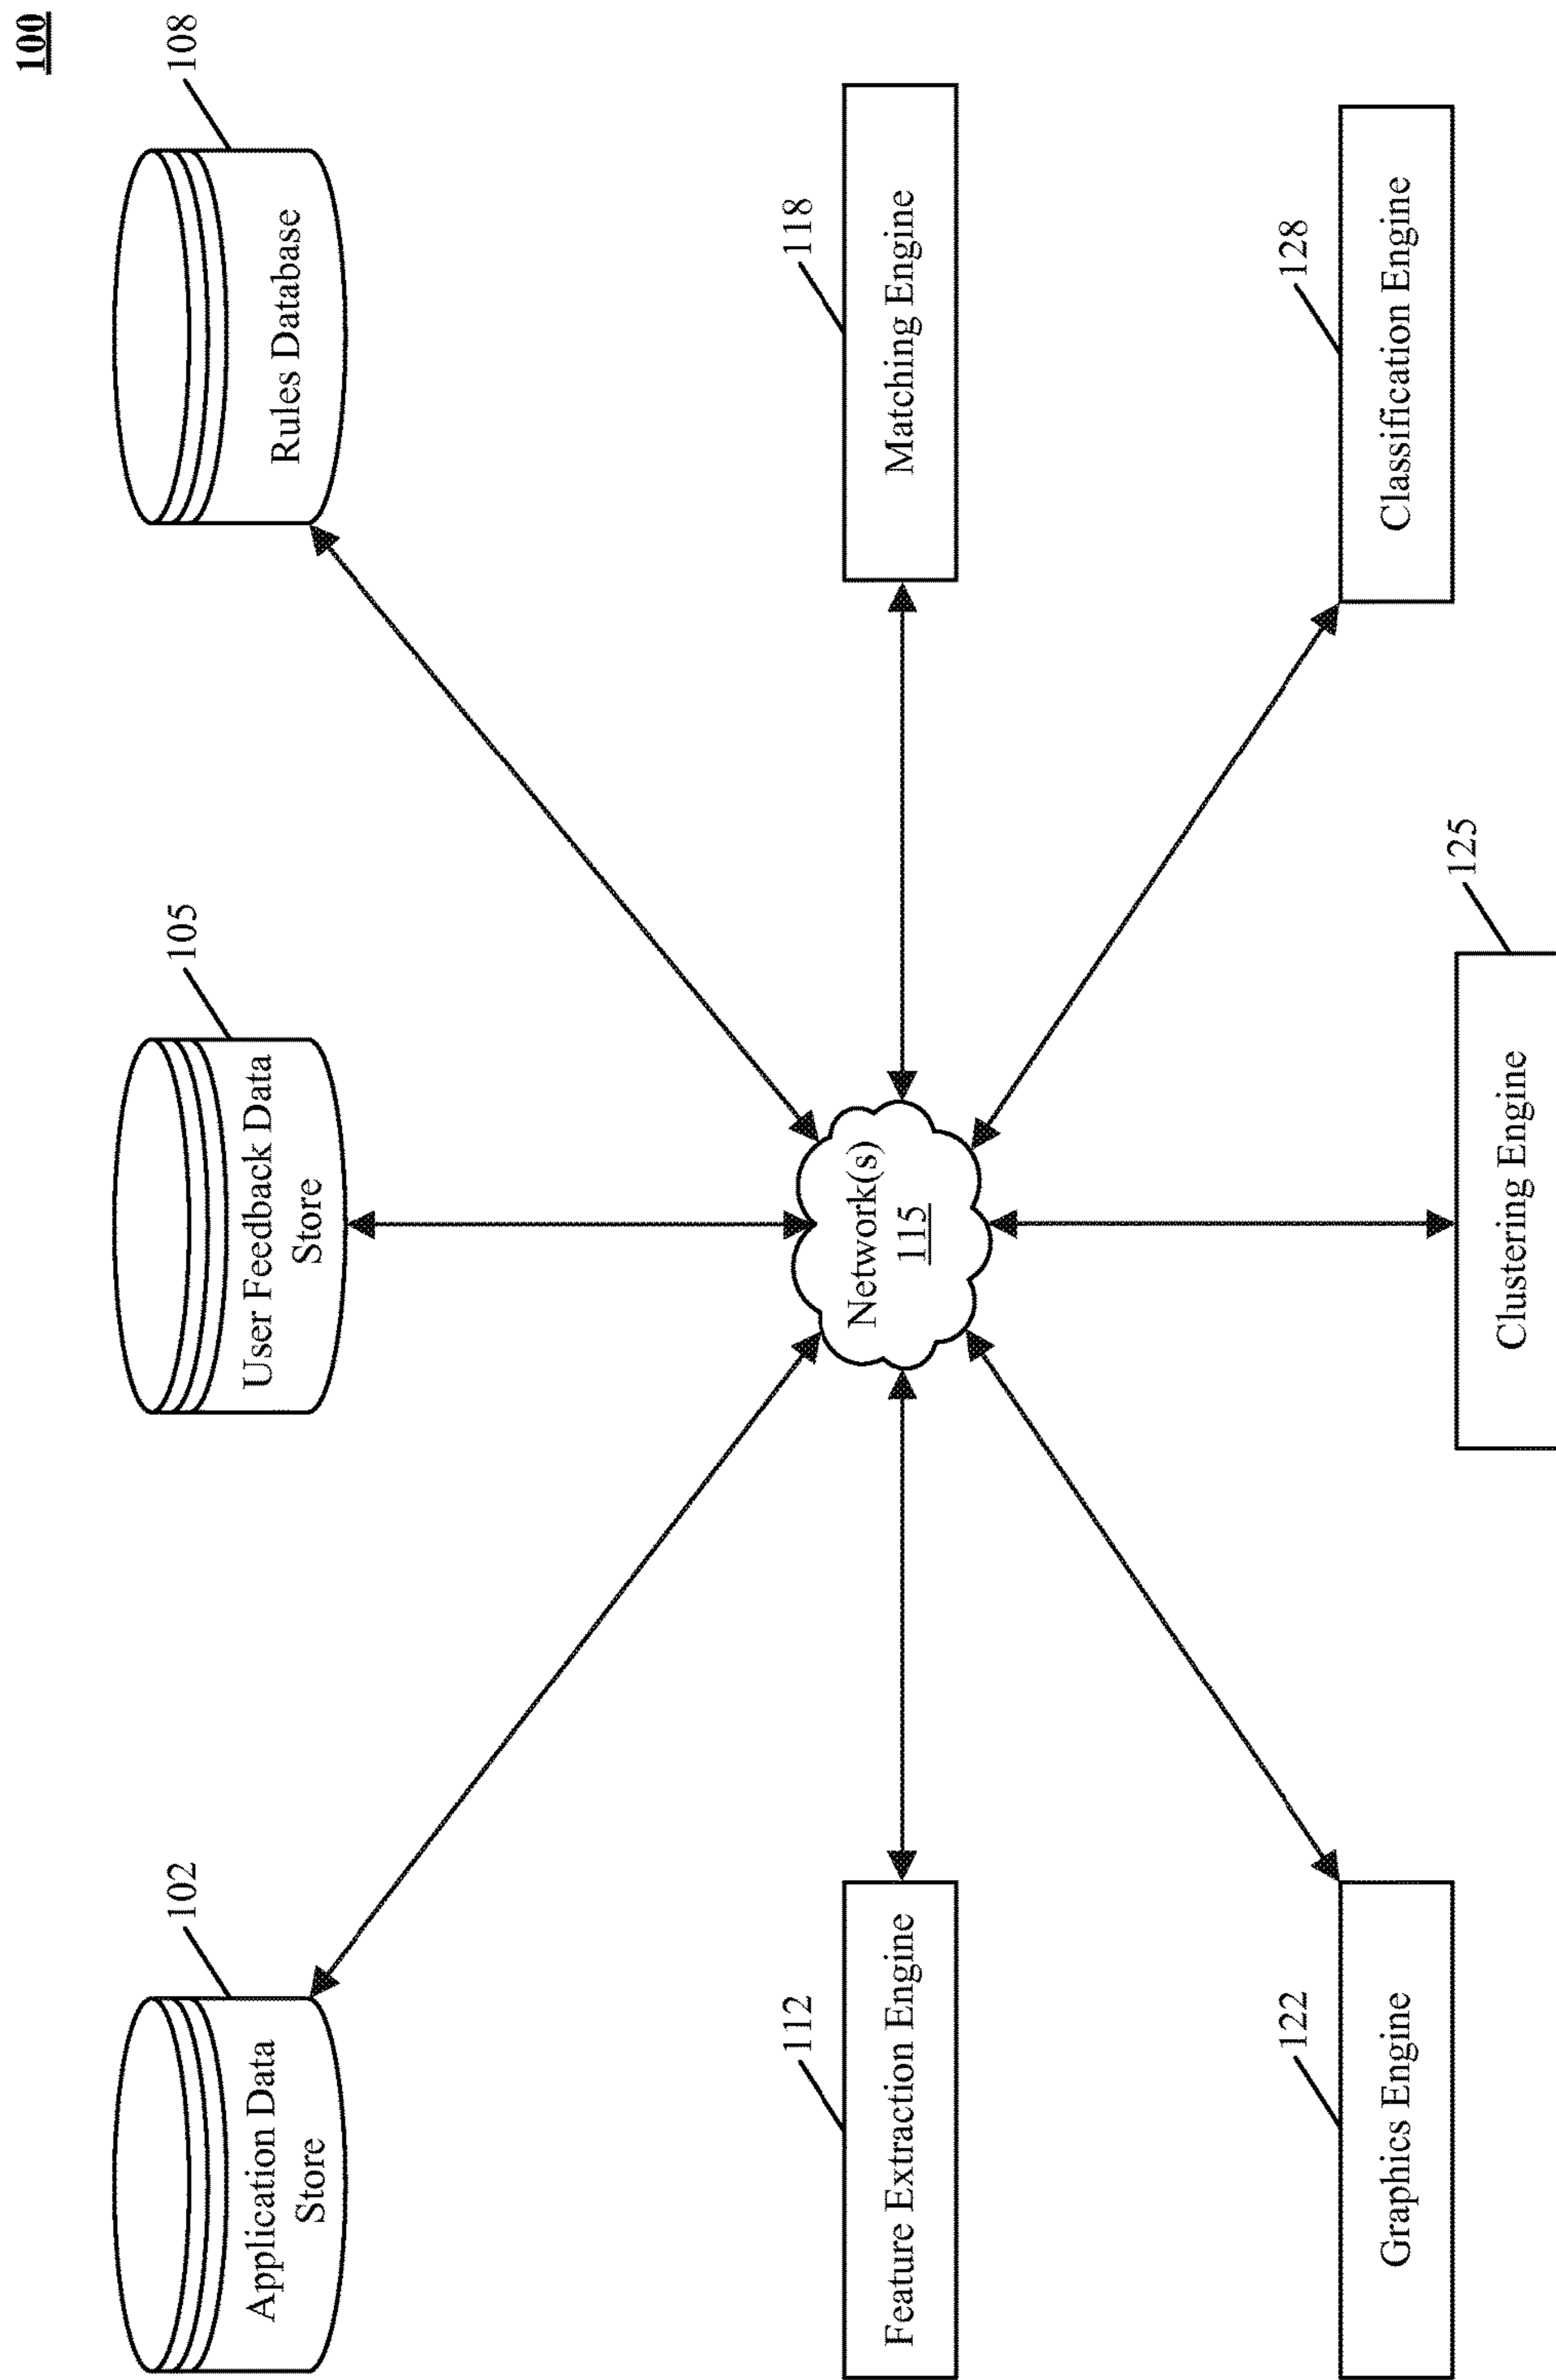 100
102
105
108
Application Data
Store
User Feedback Data
Store
Rules Database
112
118
Feature Extraction Engine
Network(s)
115
Matching Engine
122
128
Graphics Engine
Classification Engine
125
Clustering Engine